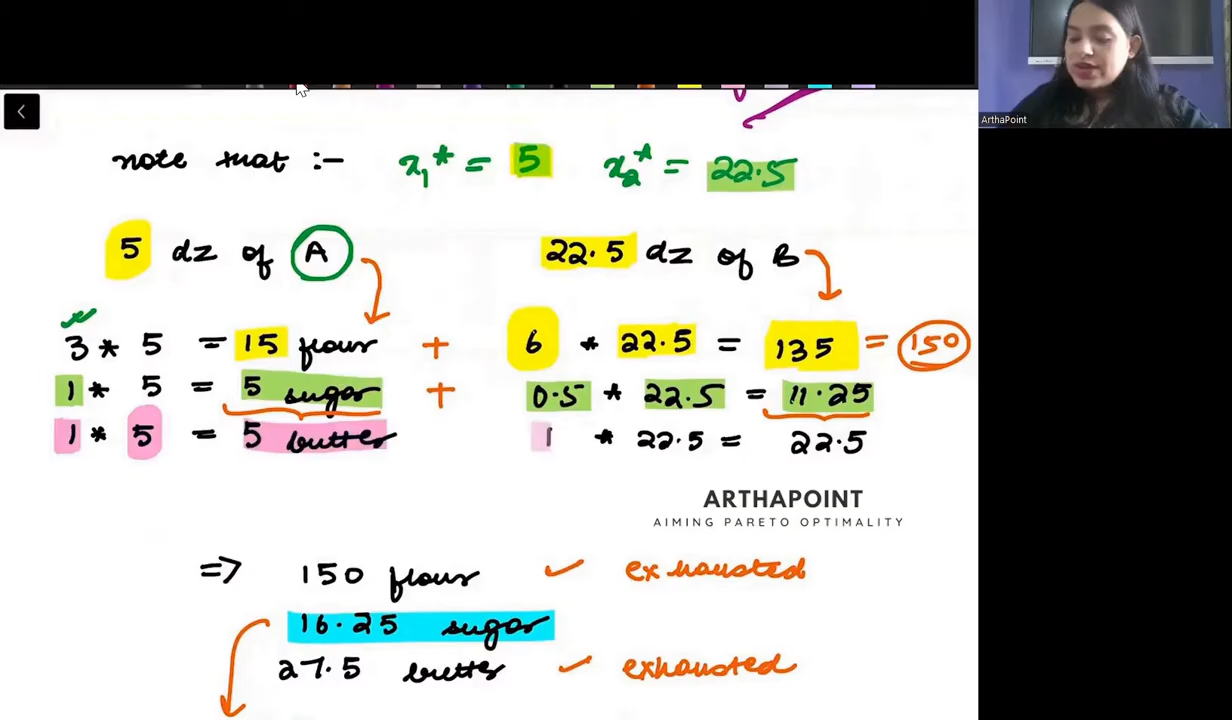 ArthaPoint
note that :- x₁* = 5 x₂* = 22.5
5 dz of A 22.5 dz of B
3 * 5 = 15 flour + 6 * 22.5 = 135 = 150
1 * 5 = 5 sugar + 0.5 * 22.5 = 11.25
1 * 5 = 5 butter 1 * 22.5 = 22.5
ARTHAPOINT
AIMING PARETO OPTIMALITY
=> 150 flour ✓ exhausted
16.25 sugar
27.5 butter ✓ exhausted